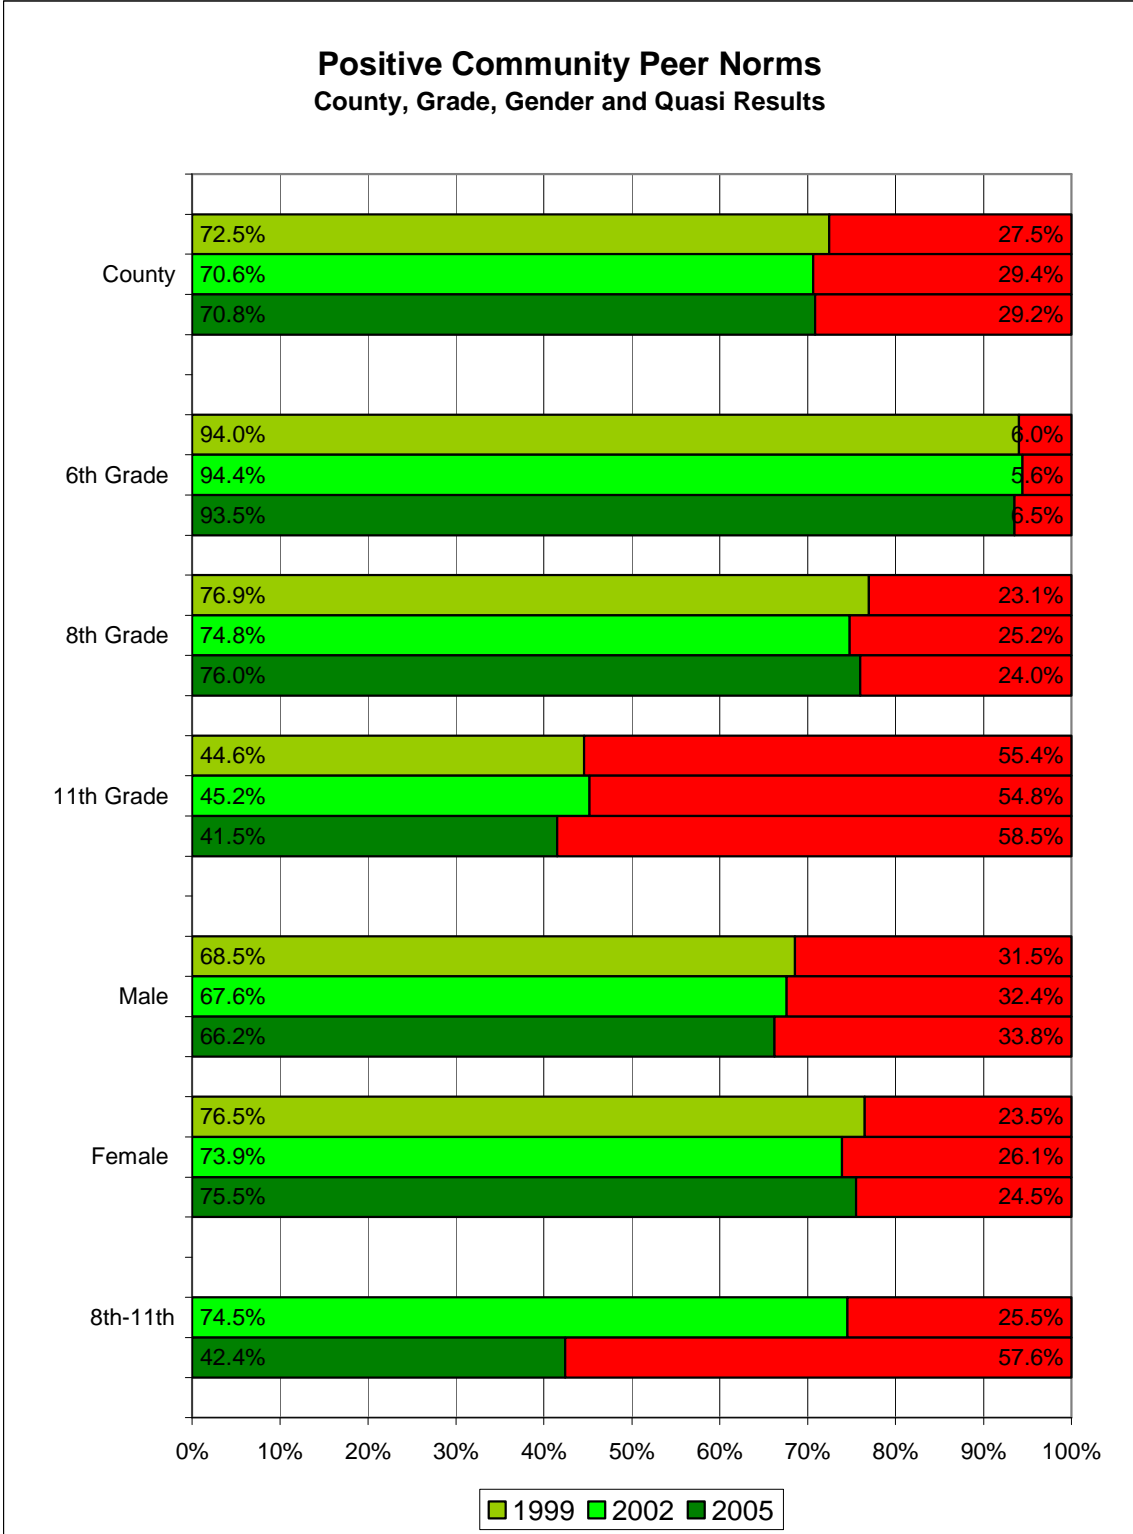 Positive Community Peer Norms
County, Grade, Gender and Quasi Results
72.5% 27.5%
County 70.6% 29.4%
70.8% 29.2%
94.0% 6.0%
6th Grade 94.4% 5.6%
93.5% 6.5%
76.9% 23.1%
8th Grade 74.8% 25.2%
76.0% 24.0%
44.6% 55.4%
11th Grade 45.2% 54.8%
41.5% 58.5%
68.5% 31.5%
Male 67.6% 32.4%
66.2% 33.8%
76.5% 23.5%
Female 73.9% 26.1%
75.5% 24.5%
8th-11th 74.5% 25.5%
42.4% 57.6%
0% 10% 20% 30% 40% 50% 60% 70% 80% 90% 100%
1999 2002 2005